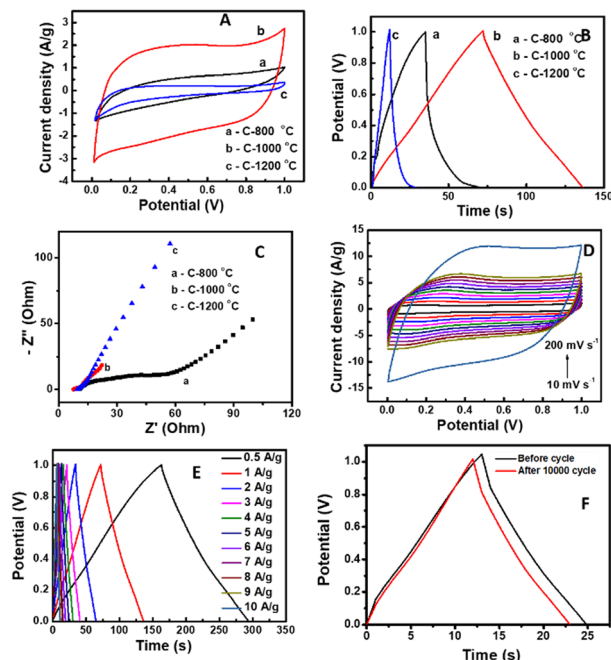 A
Current density (A/g)
3
2
1
0
-1
-2
-3
-4
b
a
c
a - C-800 °C
b - C-1000 °C
c - C-1200 °C
0.0 0.2 0.4 0.6 0.8 1.0
Potential (V)
B
Potential (V)
1.0
0.8
0.6
0.4
0.2
0.0
c
a
b
a - C-800 °C
b - C-1000 °C
c - C-1200 °C
0 50 100 150
Time (s)
C
- Z'' (Ohm)
100
50
0
c
a - C-800 °C
b - C-1000 °C
c - C-1200 °C
b
a
0 30 60 90 120
Z' (Ohm)
D
Current density (A/g)
15
10
5
0
-5
-10
-15
200 mV s-1
10 mV s-1
0.0 0.2 0.4 0.6 0.8 1.0
Potential (V)
E
Potential (V)
1.0
0.8
0.6
0.4
0.2
0.0
0.5 A/g
1 A/g
2 A/g
3 A/g
4 A/g
5 A/g
6 A/g
7 A/g
8 A/g
9 A/g
10 A/g
0 50 100 150 200 250 300 350
Time (s)
F
Potential (V)
1.0
0.8
0.6
0.4
0.2
0.0
Before cycle
After 10000 cycle
0 5 10 15 20 25
Time (s)